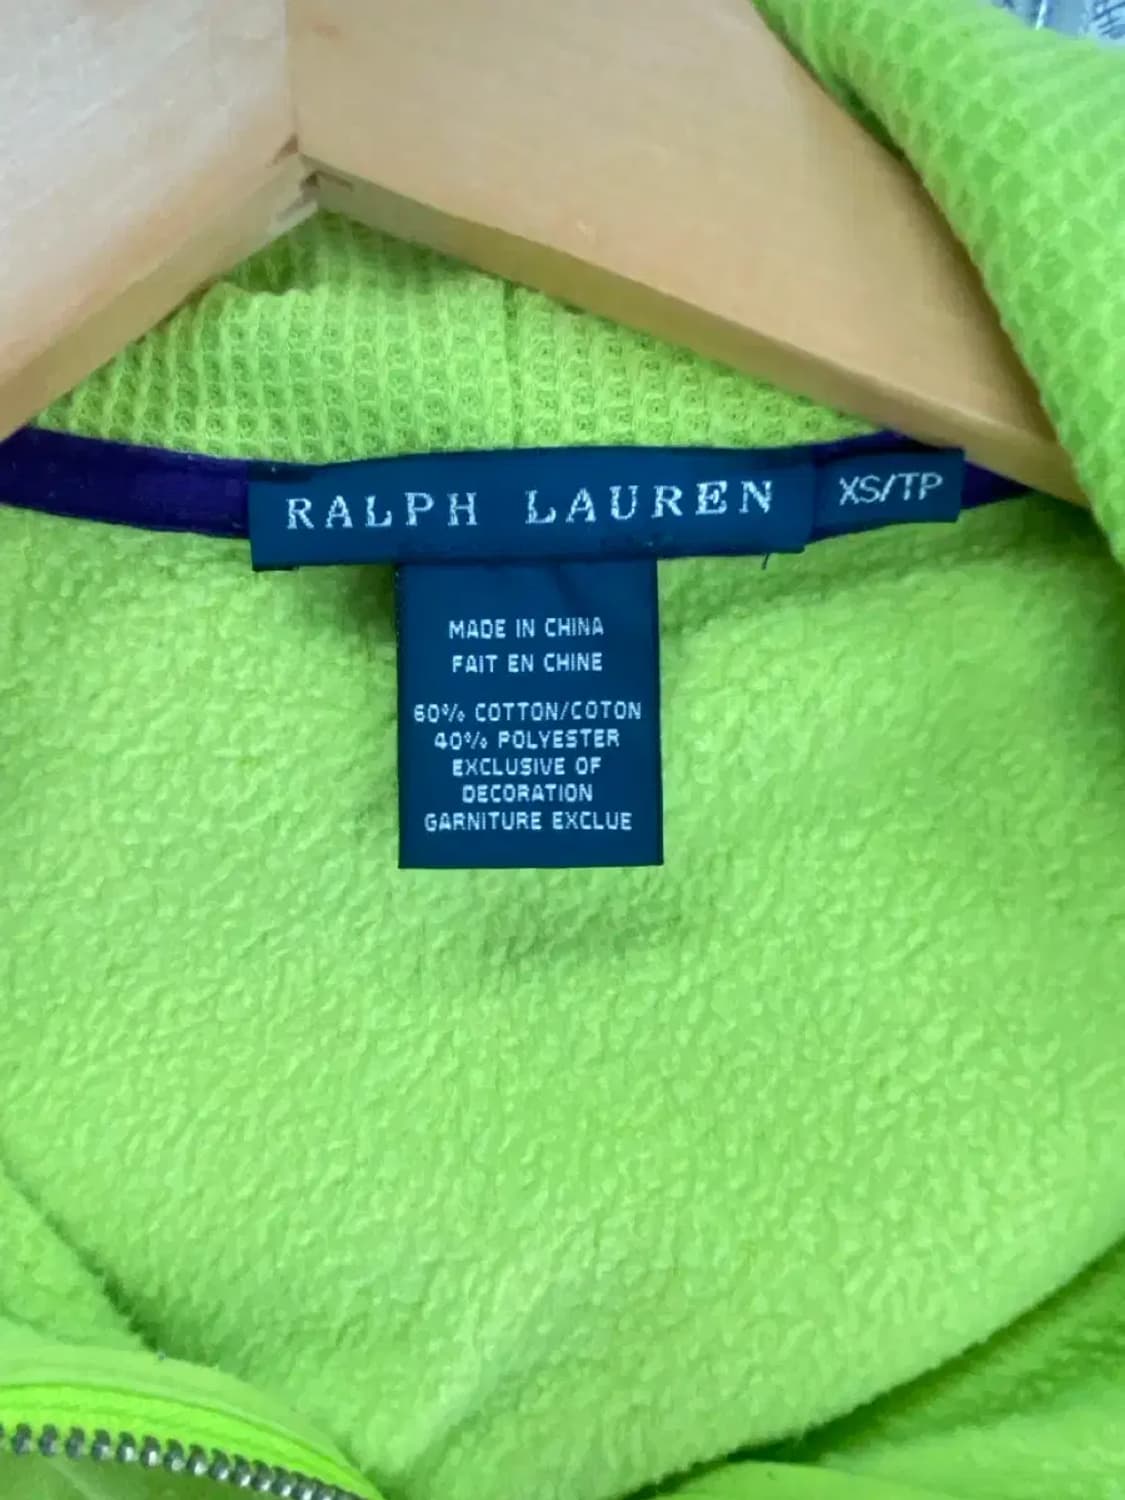 RALPH LAUREN XS/TP
MADE IN CHINA
FAIT EN CHINE
60% COTTON/COTON
40% POLYESTER
EXCLUSIVE OF
DECORATION
GARNITURE EXCLUE